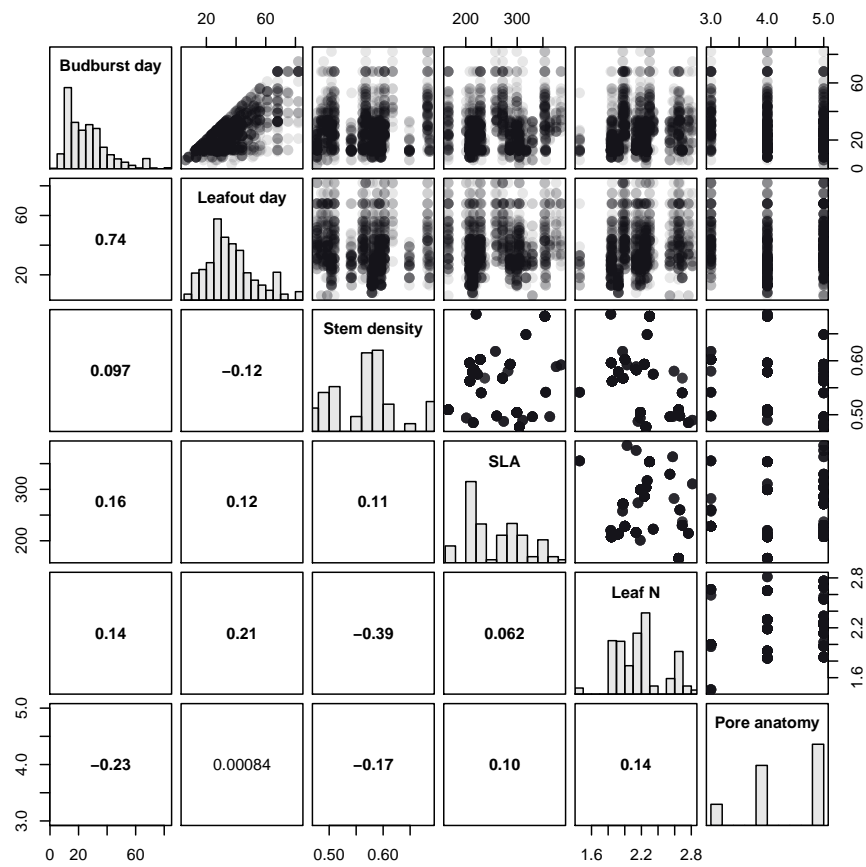 20 60
200 300
3.0 4.0 5.0
Budburst day
0 20 60
20 60
0.74
Leafout day
0.097
−0.12
Stem density
0.50 0.60
200 300
0.16
0.12
0.11
SLA
0.14
0.21
−0.39
0.062
Leaf N
1.6 2.2 2.8
3.0 4.0 5.0
−0.23
0.00084
−0.17
0.10
0.14
Pore anatomy
0 20 60
0.50 0.60
1.6 2.2 2.8